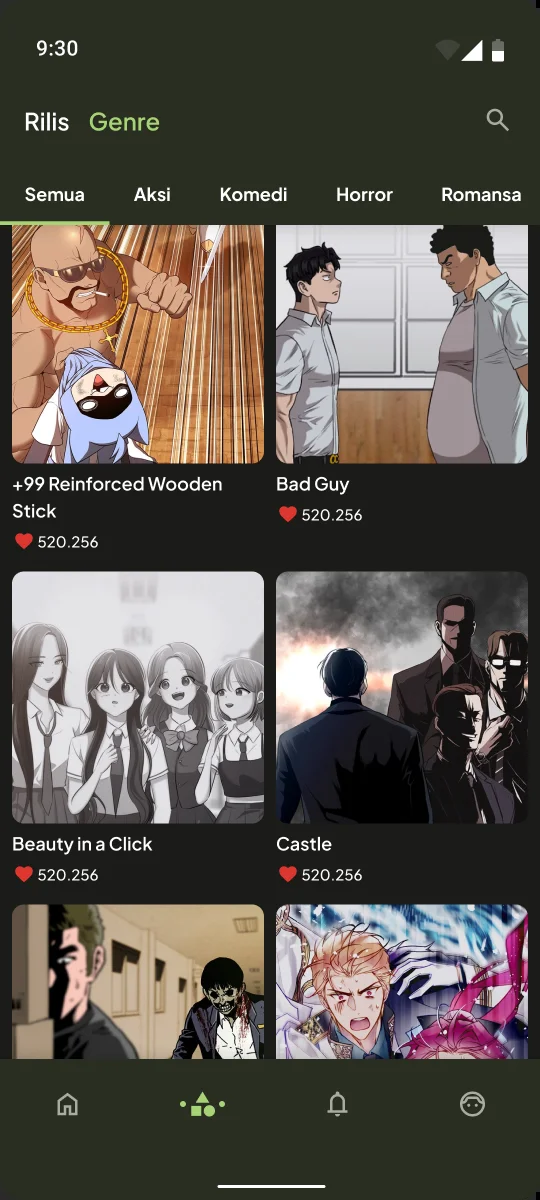 9:30
Rilis Genre
Semua Aksi Komedi Horror Romansa
+99 Reinforced Wooden
Stick
520.256
Bad Guy
520.256
Beauty in a Click
520.256
Castle
520.256